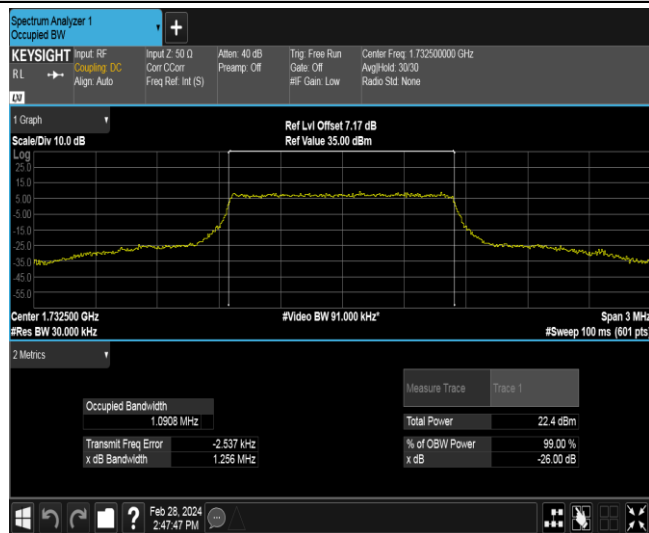 Spectrum Analyzer 1
Occupied BW
+
KEYSIGHT Input: RF Input Z: 50 Ω Atten: 40 dB Trig: Free Run Center Freq: 1.732500000 GHz
RL Coupling: DC Corr CCorr Preamp: Off Gate: Off Avg|Hold: 30/30
Align: Auto Freq Ref: Int (S) #IF Gain: Low Radio Std: None
LXI
1 Graph
Ref Lvl Offset 7.17 dB
Scale/Div 10.0 dB Ref Value 35.00 dBm
Log
25.0
15.0
5.00
-5.00
-15.0
-25.0
-35.0
-45.0
-55.0
Center 1.732500 GHz #Video BW 91.000 kHz* Span 3 MHz
#Res BW 30.000 kHz #Sweep 100 ms (601 pts)
2 Metrics
Measure Trace Trace 1
Occupied Bandwidth
1.0908 MHz Total Power 22.4 dBm
Transmit Freq Error -2.537 kHz % of OBW Power 99.00 %
x dB Bandwidth 1.256 MHz x dB -26.00 dB
? Feb 28, 2024
2:47:47 PM